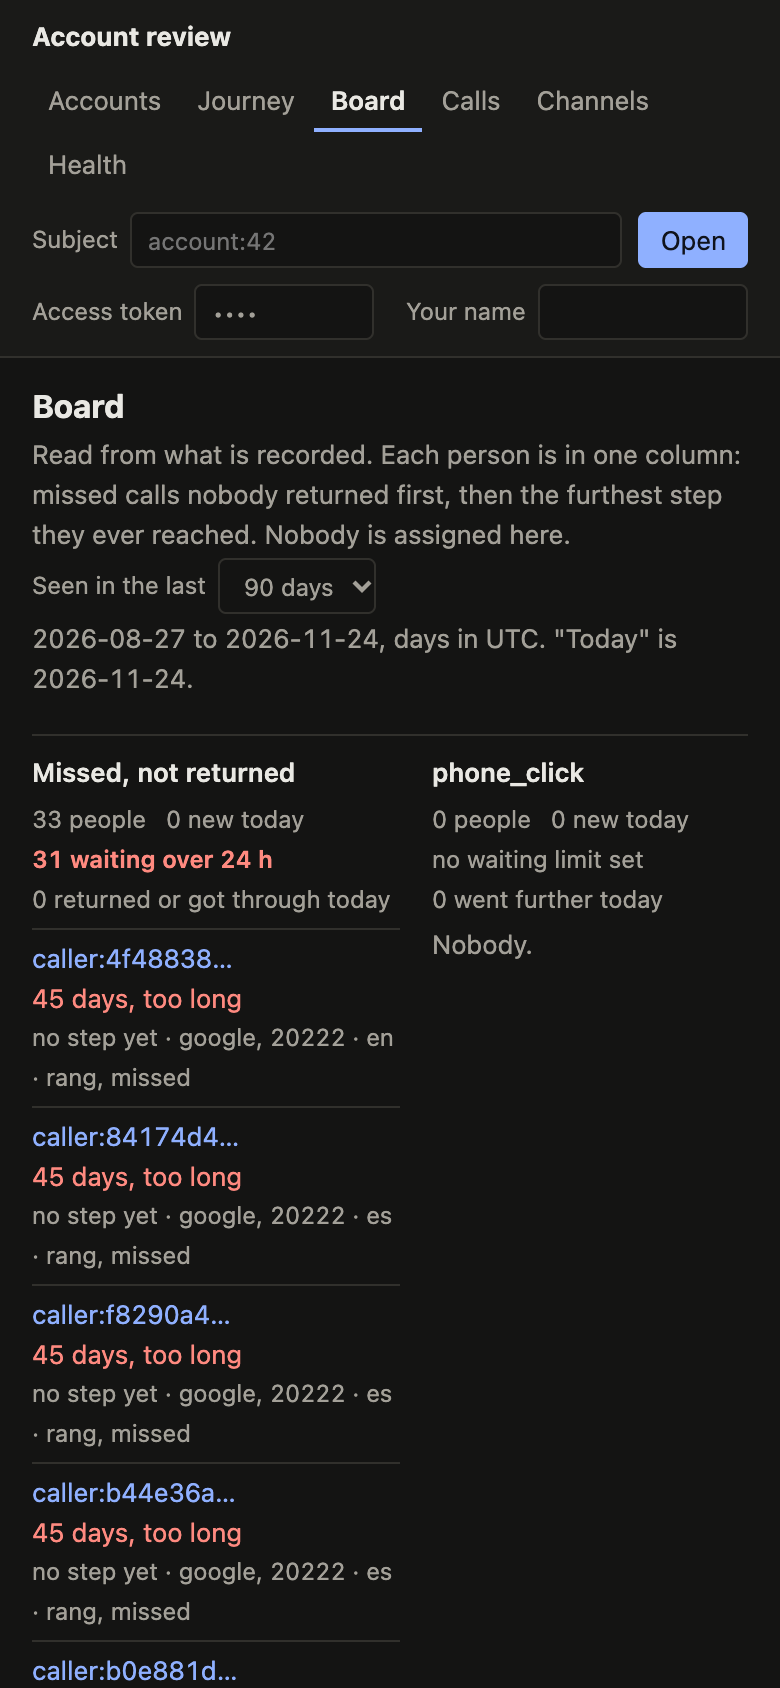 Account review
Accounts Journey Board Calls Channels
Health
Subject account:42 Open
Access token •••• Your name
Board
Read from what is recorded. Each person is in one column:
missed calls nobody returned first, then the furthest step
they ever reached. Nobody is assigned here.
Seen in the last 90 days
2026-08-27 to 2026-11-24, days in UTC. "Today" is
2026-11-24.
Missed, not returned
33 people 0 new today
31 waiting over 24 h
0 returned or got through today
caller:4f48838...
45 days, too long
no step yet · google, 20222 · en
· rang, missed
caller:84174d4...
45 days, too long
no step yet · google, 20222 · es
· rang, missed
caller:f8290a4...
45 days, too long
no step yet · google, 20222 · es
· rang, missed
caller:b44e36a...
45 days, too long
no step yet · google, 20222 · es
· rang, missed
caller:b0e881d...
phone_click
0 people 0 new today
no waiting limit set
0 went further today
Nobody.